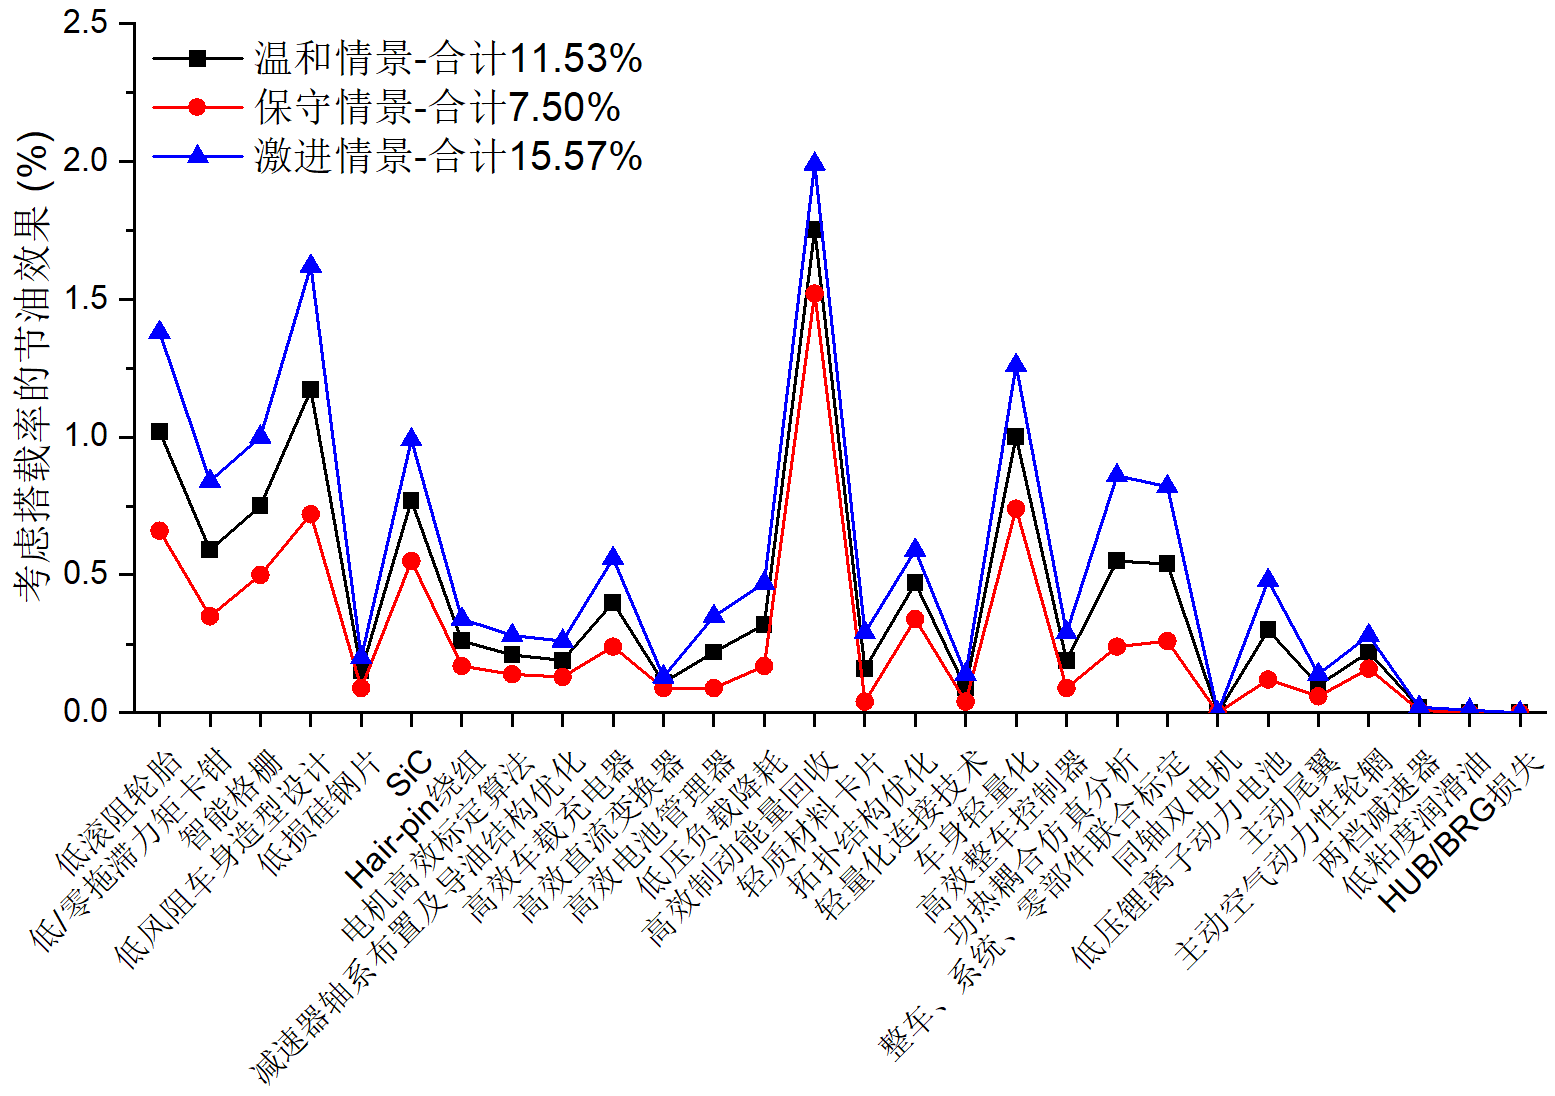 考虑搭载率的节油效果 (%)
2.5
2.0
1.5
1.0
0.5
0.0
温和情景-合计11.53%
保守情景-合计7.50%
激进情景-合计15.57%
低滚阻轮胎
低/零拖滞力矩卡钳
智能格栅
低风阻车身造型设计
低损硅钢片
SiC
Hair-pin绕组
电机高效标定算法
减速器轴系布置及导油结构优化
高效车载充电器
高效直流变换器
高效电池管理器
低压负载降耗
高效制动能量回收
轻质材料卡片
拓扑结构优化
轻量化连接技术
车身轻量化
高效整车控制器
功热耦合仿真分析
整车、系统、零部件联合标定
同轴双电机
低压锂离子动力电池
主动尾翼
主动空气动力性轮辋
两档减速器
低粘度润滑油
HUB/BRG损失